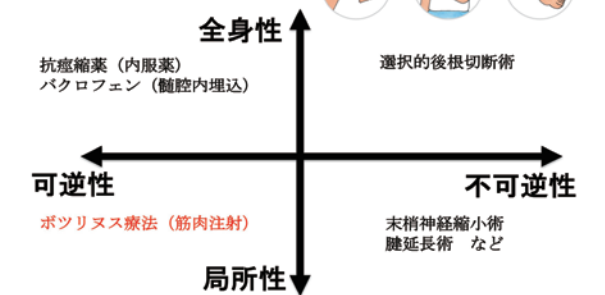 全身性
抗痙縮薬（内服薬）
バクロフェン（髄腔内埋込）
選択的後根切断術
可逆性
不可逆性
ボツリヌス療法（筋肉注射）
末梢神経縮小術
腱延長術　など
局所性